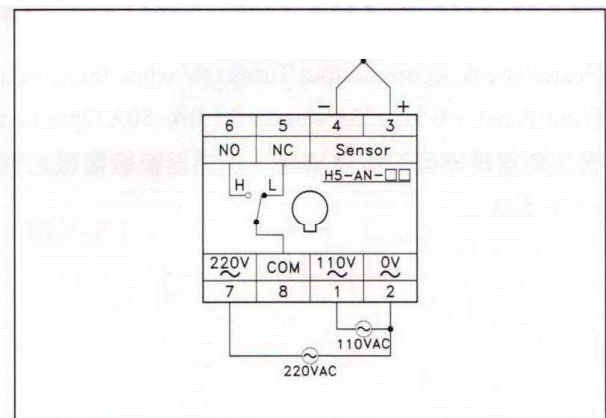 − +
6 5 4 3
NO NC Sensor
H5-AN-□□
H L
220V COM 110V 0V
7 8 1 2
110VAC
220VAC